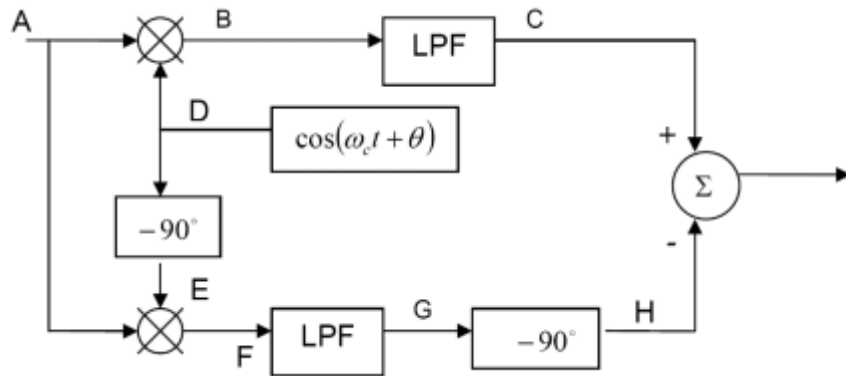 A
B
LPF
C
D
cos(ω_c t + θ)
+
Σ
-
−90°
E
F
LPF
G
−90°
H